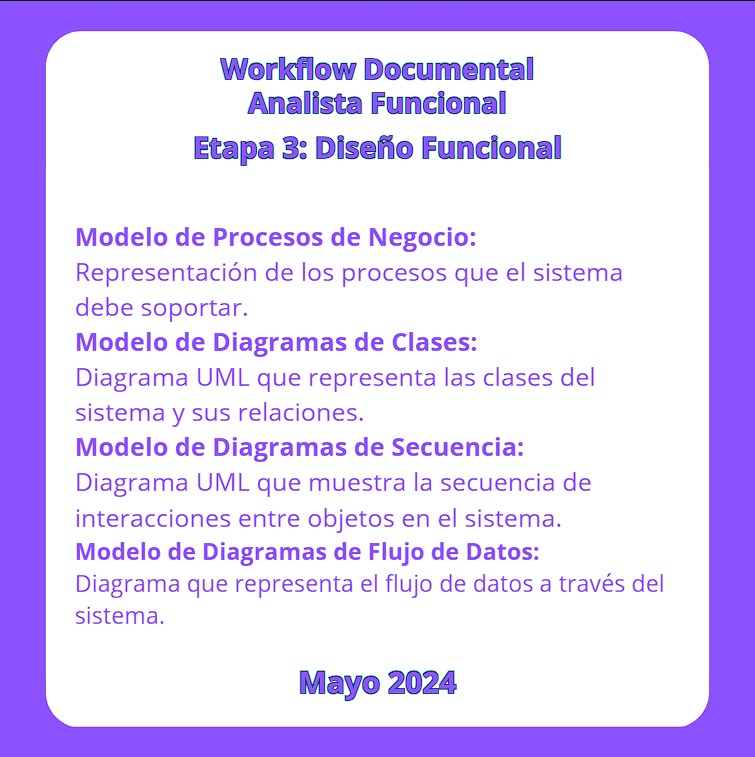 Workflow Documental
Analista Funcional
Etapa 3: Diseño Funcional
Modelo de Procesos de Negocio:
Representación de los procesos que el sistema
debe soportar.
Modelo de Diagramas de Clases:
Diagrama UML que representa las clases del
sistema y sus relaciones.
Modelo de Diagramas de Secuencia:
Diagrama UML que muestra la secuencia de
interacciones entre objetos en el sistema.
Modelo de Diagramas de Flujo de Datos:
Diagrama que representa el flujo de datos a través del
sistema.
Mayo 2024